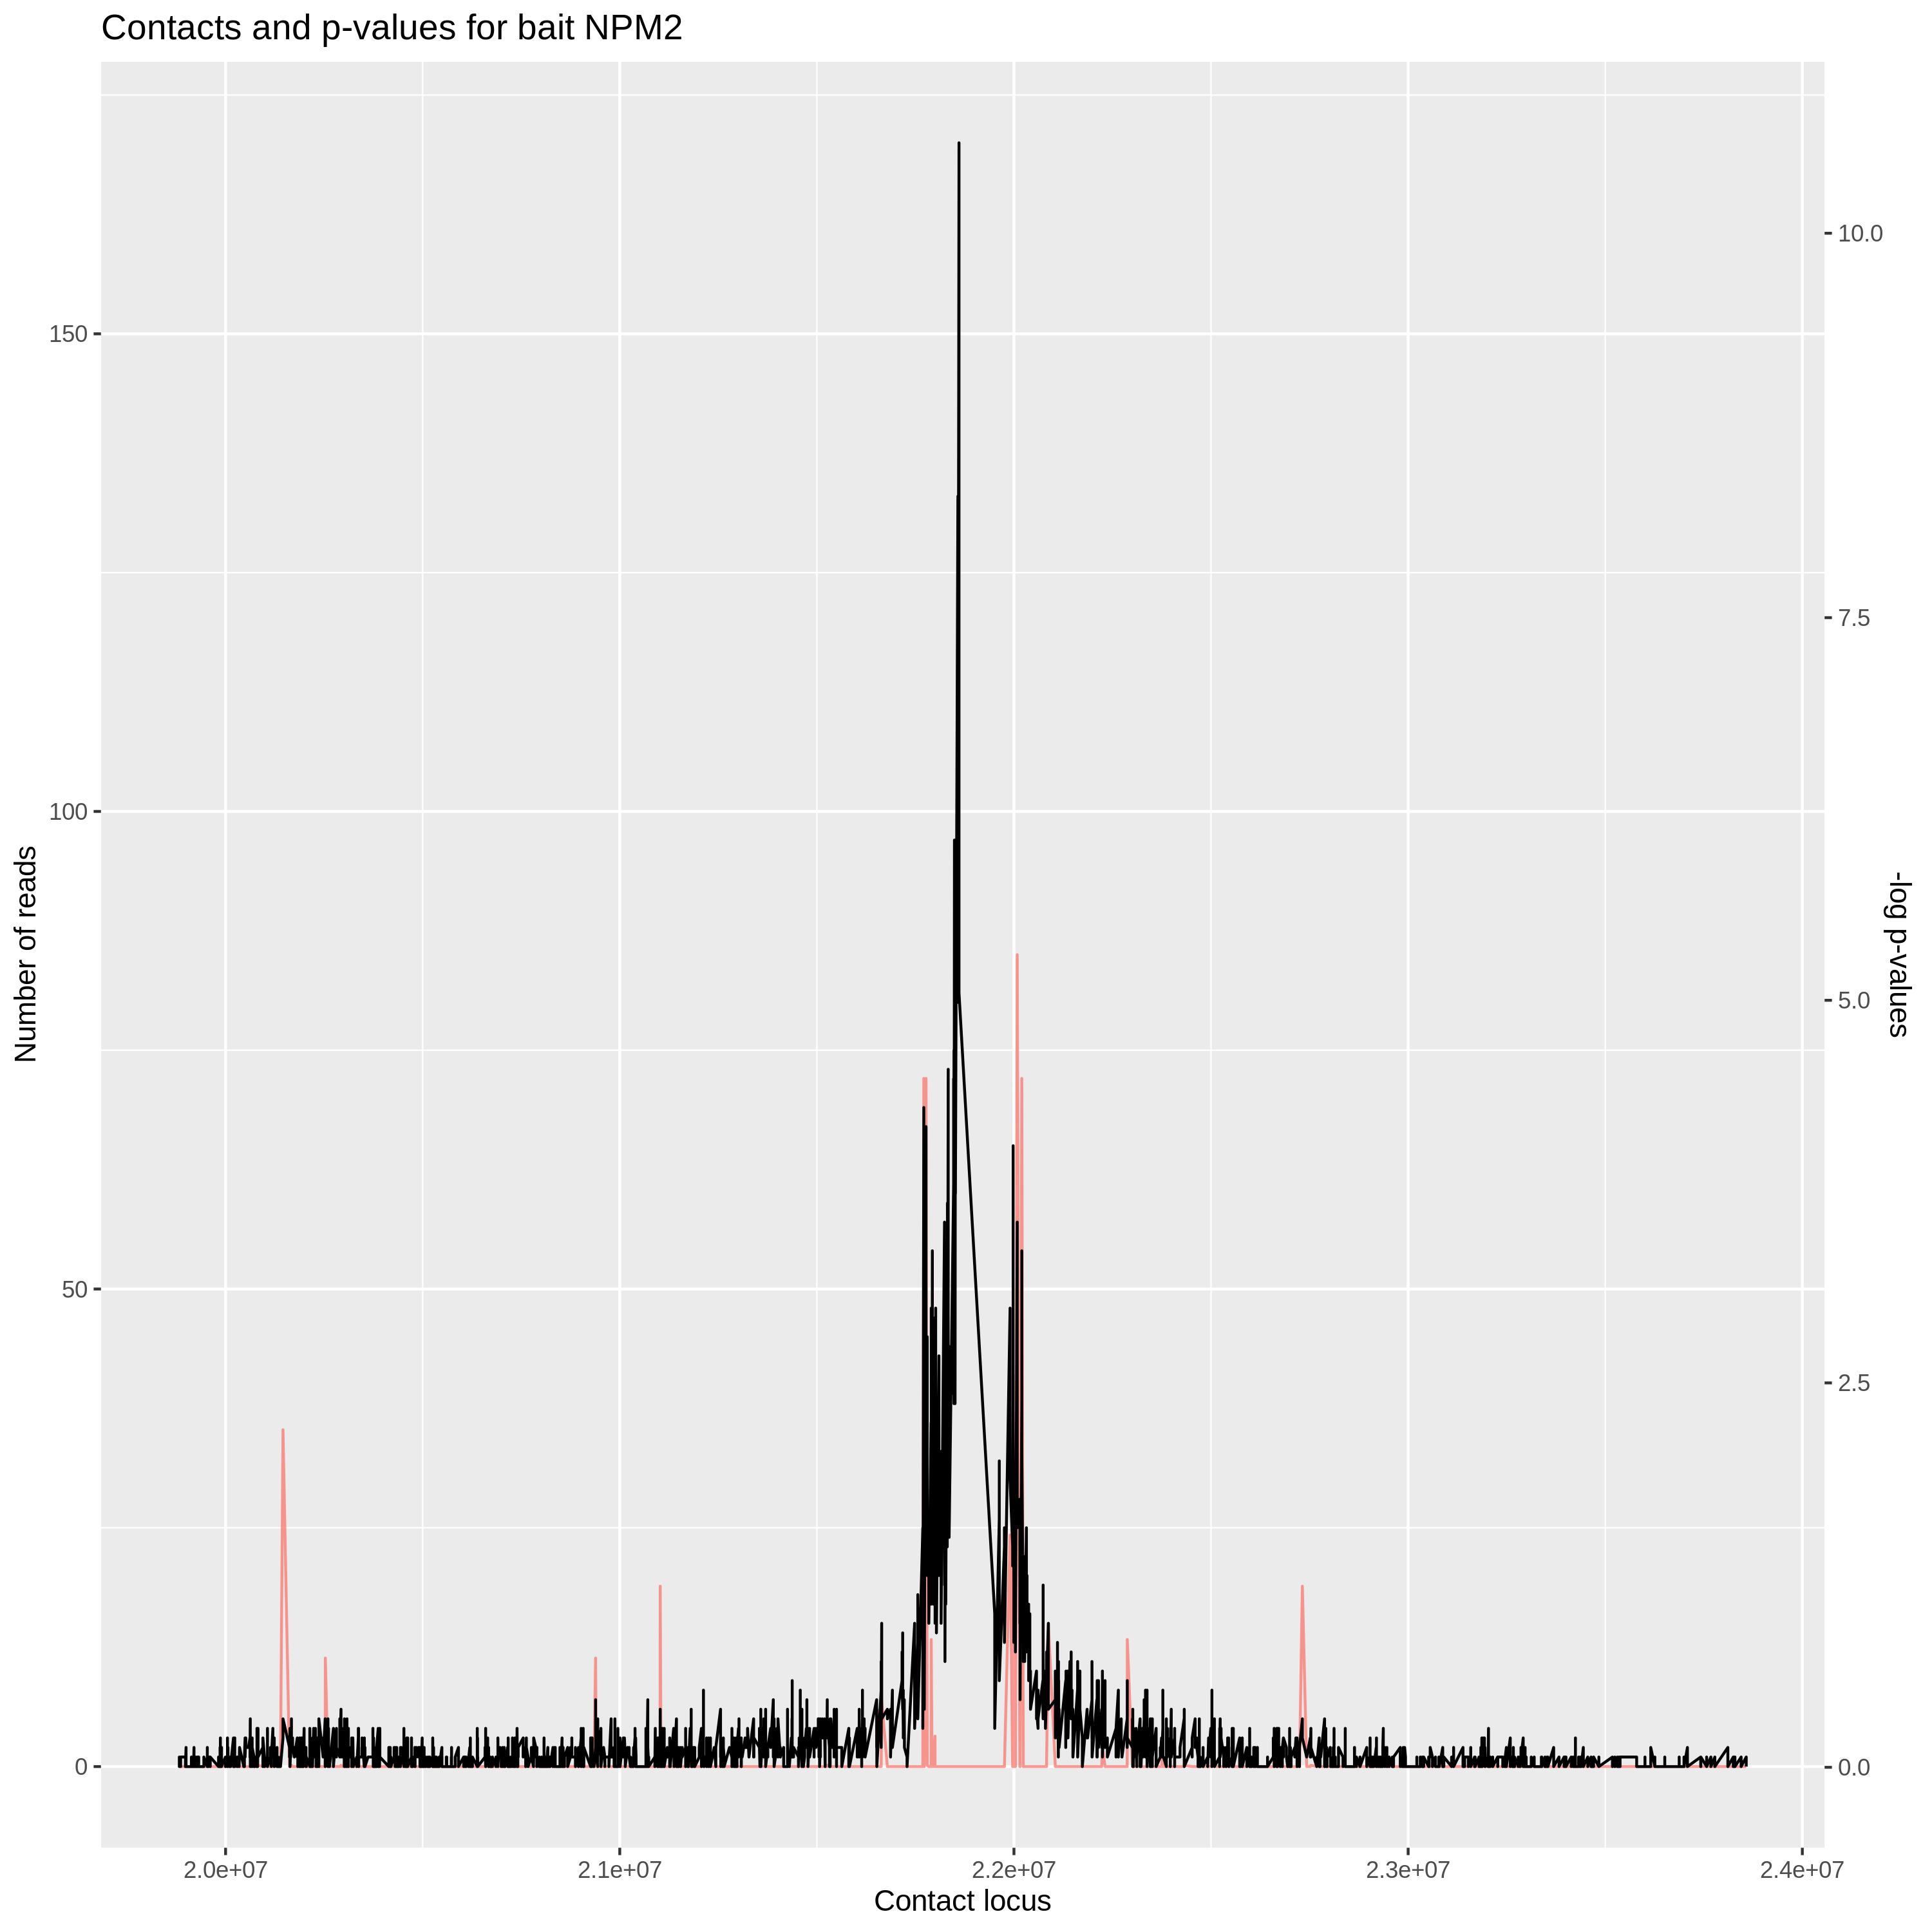 Contacts and p-values for bait NPM2
150
100
50
0
Number of reads
10.0
7.5
5.0
2.5
0.0
-log p-values
2.0e+07
2.1e+07
2.2e+07
2.3e+07
2.4e+07
Contact locus